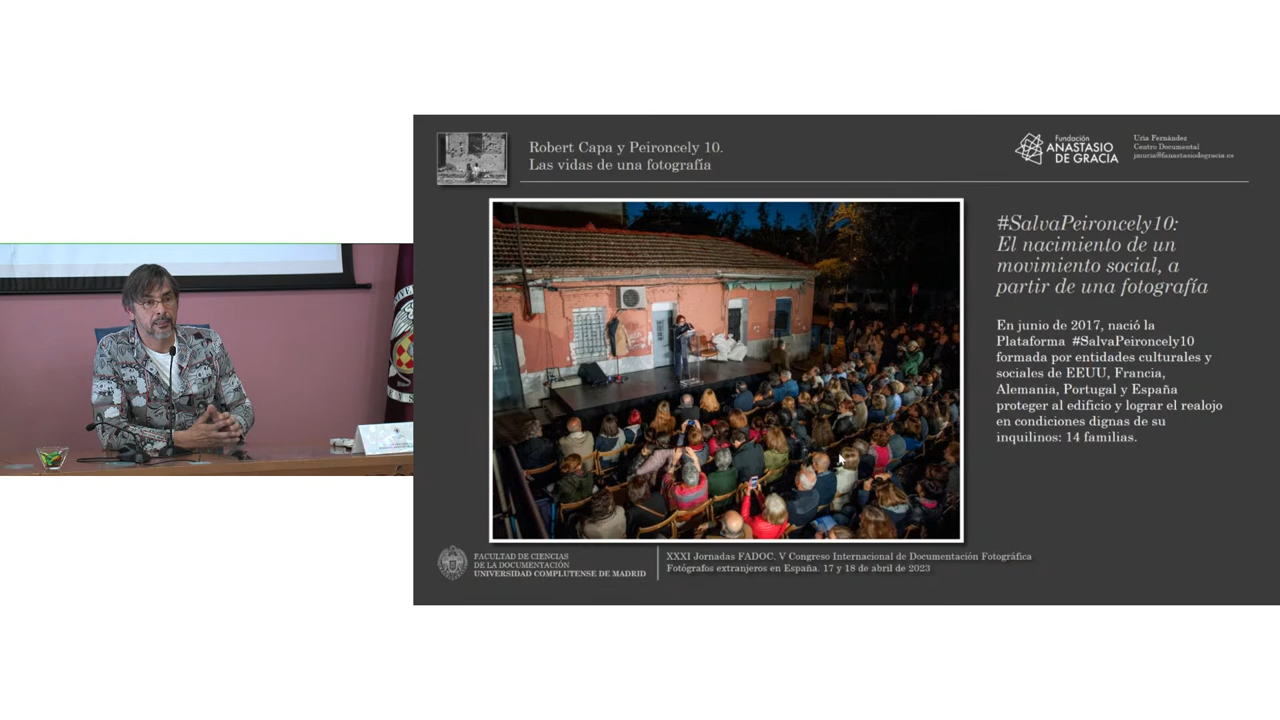 Robert Capa y Peironcely 10.
Las vidas de una fotografía
Fundación
ANASTASIO
DE GRACIA
Uría Fernández
Centro Documental
jmuria@fanastasiodegracia.es
#SalvaPeironcely10:
El nacimiento de un
movimiento social, a
partir de una fotografía
En junio de 2017, nació la
Plataforma #SalvaPeironcely10
formada por entidades culturales y
sociales de EEUU, Francia,
Alemania, Portugal y España
proteger al edificio y lograr el realojo
en condiciones dignas de su
inquilinos: 14 familias.
FACULTAD DE CIENCIAS
DE LA DOCUMENTACIÓN
UNIVERSIDAD COMPLUTENSE DE MADRID
XXXI Jornadas FADOC. V Congreso Internacional de Documentación Fotográfica
Fotógrafos extranjeros en España. 17 y 18 de abril de 2023